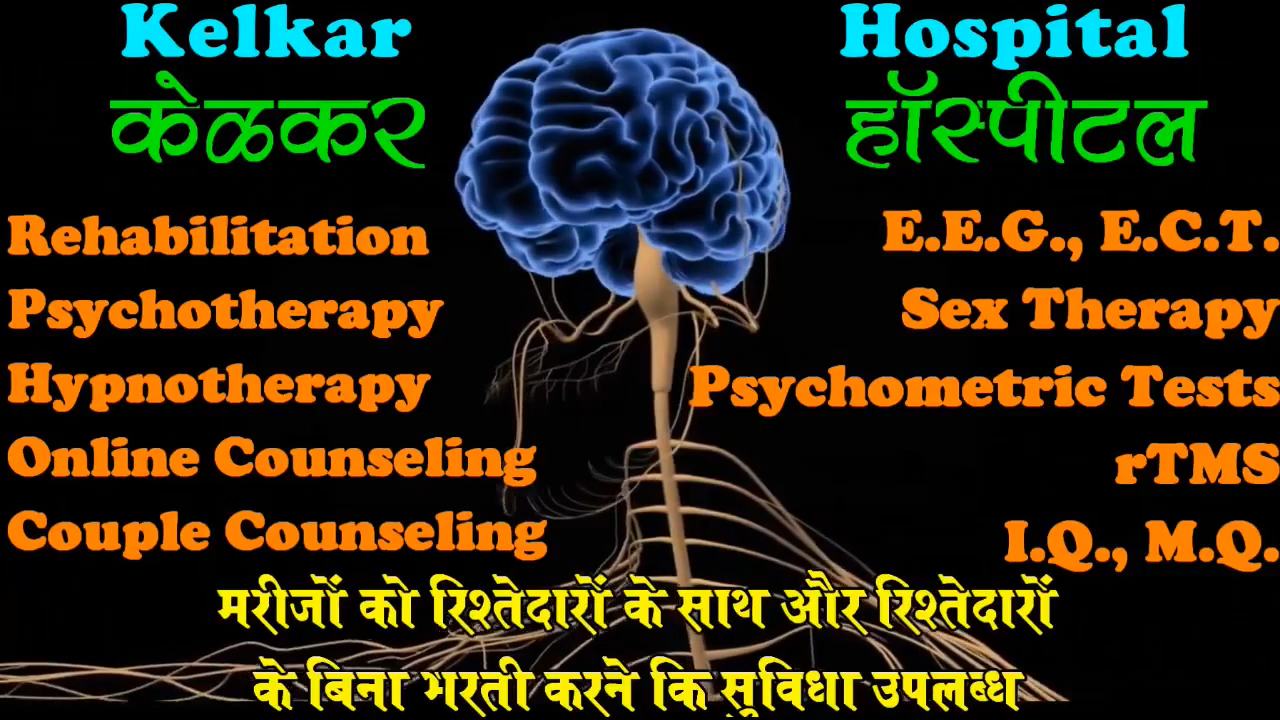 Kelkar Hospital
केळकर हॉस्पीटल
Rehabilitation
Psychotherapy
Hypnotherapy
Online Counseling
Couple Counseling
E.E.G., E.C.T.
Sex Therapy
Psychometric Tests
rTMS
I.Q., M.Q.
मरीजों को रिश्तेदारों के साथ और रिश्तेदारों
के बिना भरती करने कि सुविधा उपलब्ध